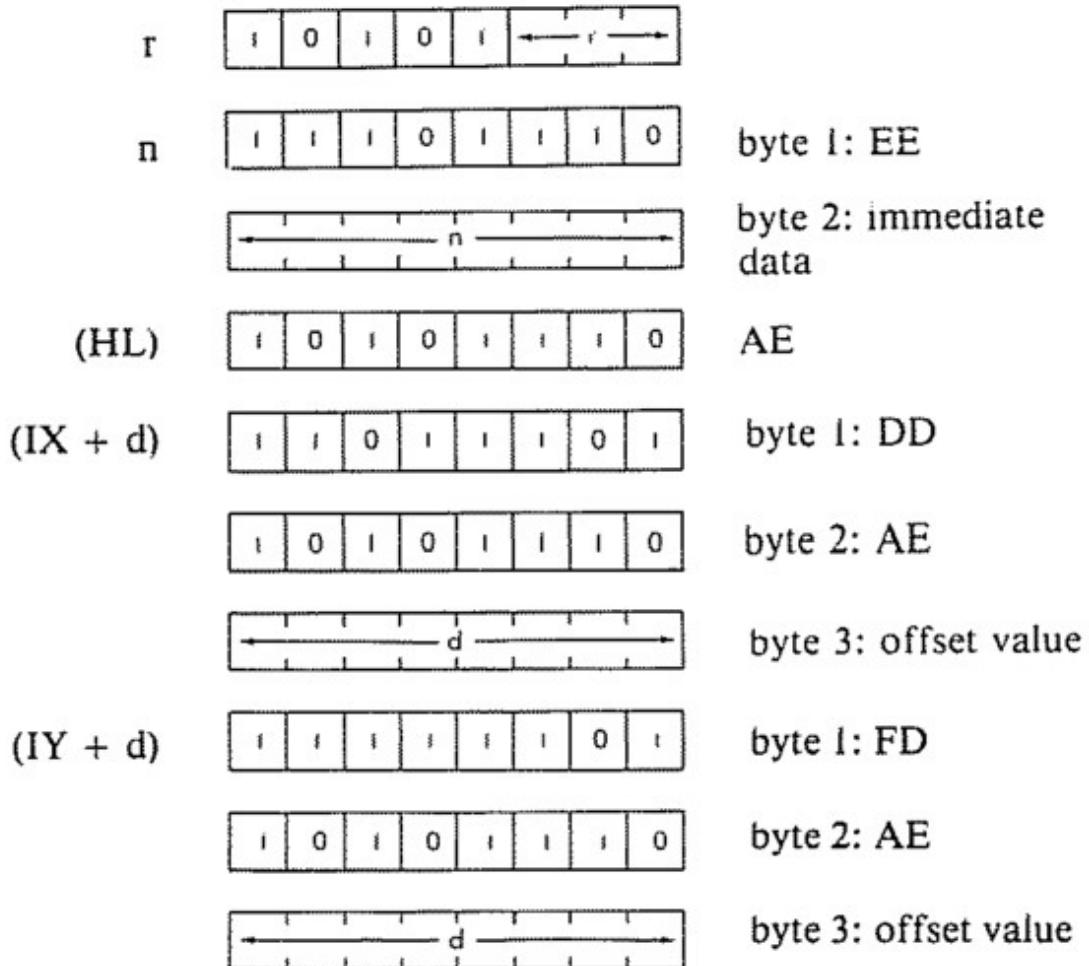 r 1 0 1 0 1 r
n 1 1 1 0 1 1 1 0 byte 1: EE
n byte 2: immediate
data
(HL) 1 0 1 0 1 1 1 0 AE
(IX + d) 1 1 0 1 1 1 0 1 byte 1: DD
1 0 1 0 1 1 1 0 byte 2: AE
d byte 3: offset value
(IY + d) 1 1 1 1 1 1 0 1 byte 1: FD
1 0 1 0 1 1 1 0 byte 2: AE
d byte 3: offset value